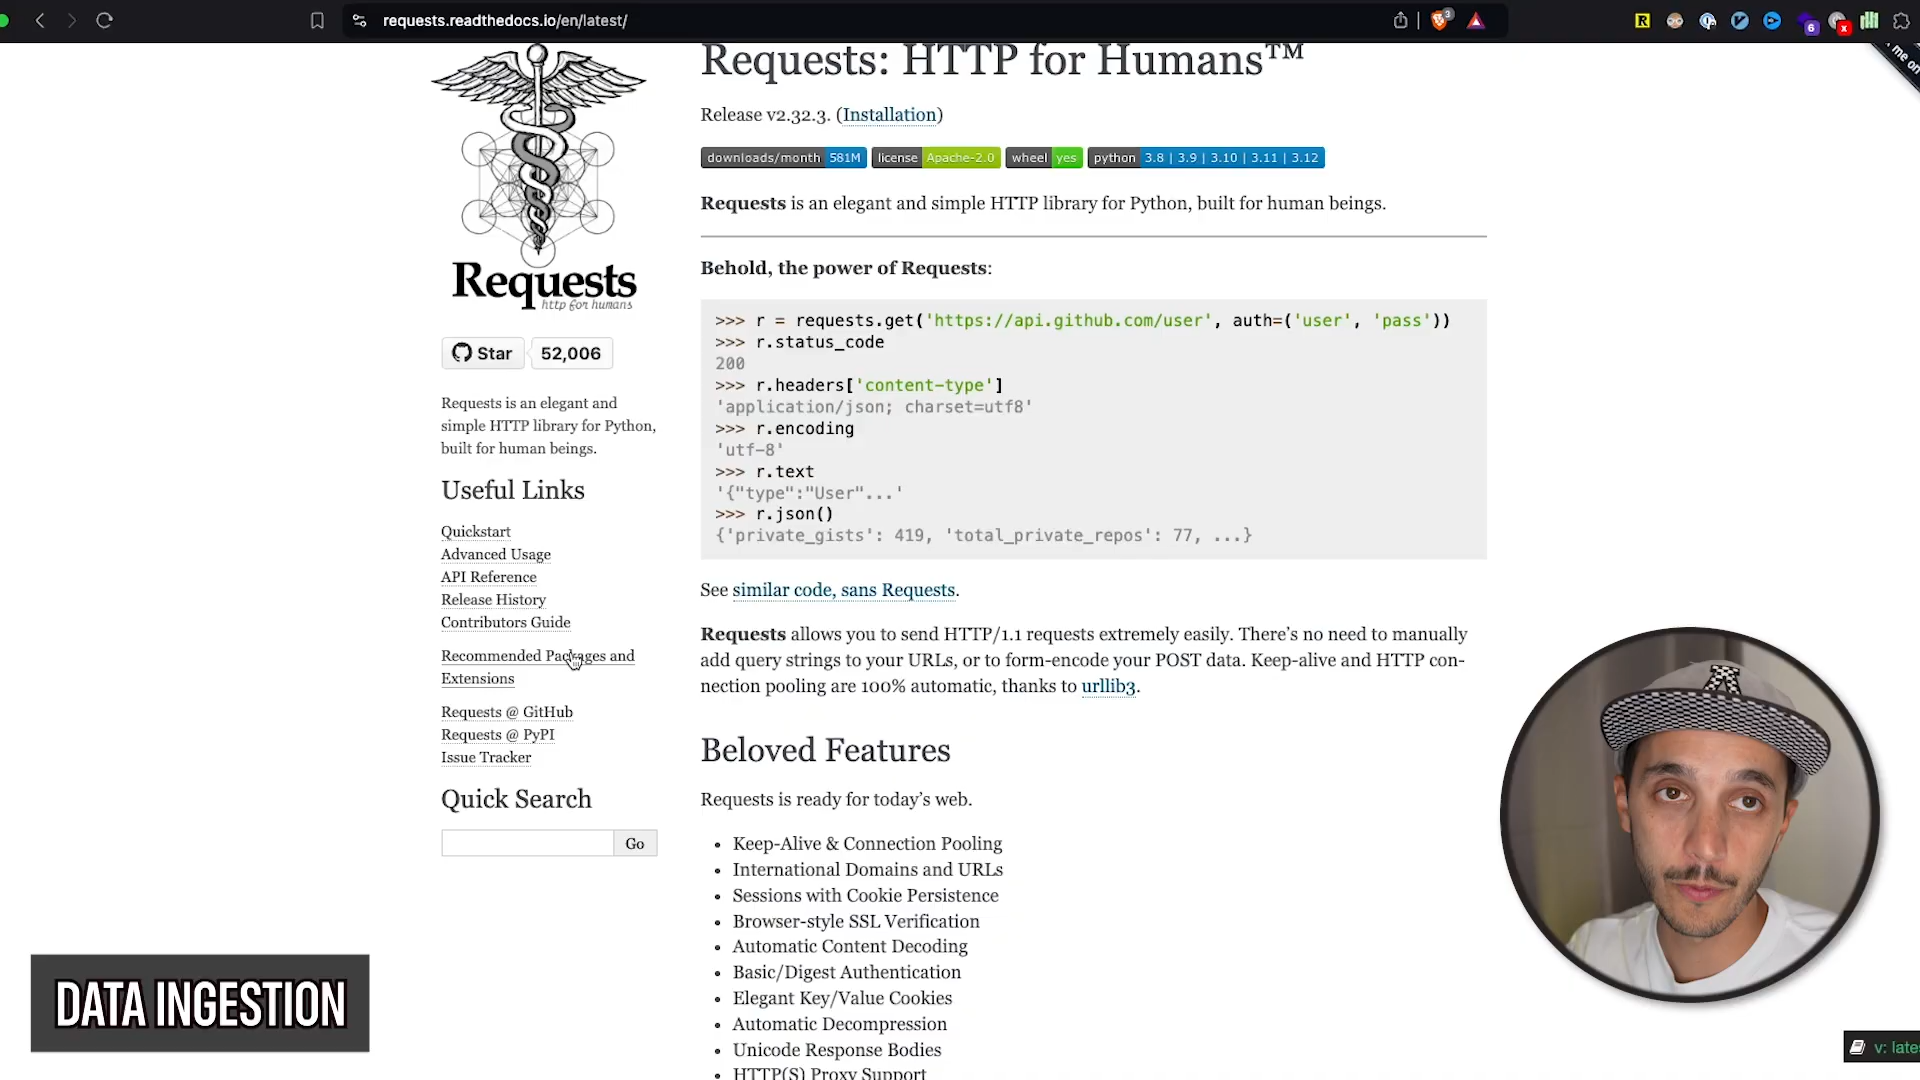 requests.readthedocs.io/en/latest/
3
6
x
R
me on
Requests
http for humans
Star 52,006
Requests is an elegant and
simple HTTP library for Python,
built for human beings.
Useful Links
Quickstart
Advanced Usage
API Reference
Release History
Contributors Guide
Recommended Packages and
Extensions
Requests @ GitHub
Requests @ PyPI
Issue Tracker
Quick Search
Go
Requests: HTTP for Humans™
Release v2.32.3. (Installation)
downloads/month 581M license Apache-2.0 wheel yes python 3.8 | 3.9 | 3.10 | 3.11 | 3.12
Requests is an elegant and simple HTTP library for Python, built for human beings.
Behold, the power of Requests:
>>> r = requests.get('https://api.github.com/user', auth=('user', 'pass'))
>>> r.status_code
200
>>> r.headers['content-type']
'application/json; charset=utf8'
>>> r.encoding
'utf-8'
>>> r.text
'{"type":"User"...'
>>> r.json()
{'private_gists': 419, 'total_private_repos': 77, ...}
See similar code, sans Requests.
Requests allows you to send HTTP/1.1 requests extremely easily. There's no need to manually
add query strings to your URLs, or to form-encode your POST data. Keep-alive and HTTP con-
nection pooling are 100% automatic, thanks to urllib3.
Beloved Features
Requests is ready for today's web.
• Keep-Alive & Connection Pooling
• International Domains and URLs
• Sessions with Cookie Persistence
• Browser-style SSL Verification
• Automatic Content Decoding
• Basic/Digest Authentication
• Elegant Key/Value Cookies
• Automatic Decompression
• Unicode Response Bodies
• HTTP(S) Proxy Support
DATA INGESTION
v: late